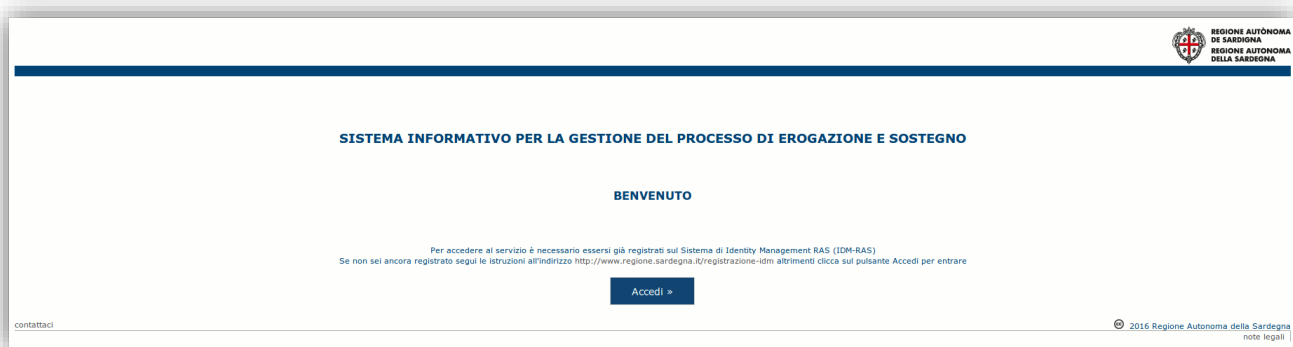 REGIONE AUTÒNOMA
DE SARDIGNA
REGIONE AUTONOMA
DELLA SARDEGNA
SISTEMA INFORMATIVO PER LA GESTIONE DEL PROCESSO DI EROGAZIONE E SOSTEGNO
BENVENUTO
Per accedere al servizio è necessario essersi già registrati sul Sistema di Identity Management RAS (IDM-RAS)
Se non sei ancora registrato segui le istruzioni all'indirizzo http://www.regione.sardegna.it/registrazione-idm altrimenti clicca sul pulsante Accedi per entrare
Accedi »
contattaci
2016 Regione Autonoma della Sardegna
note legali |